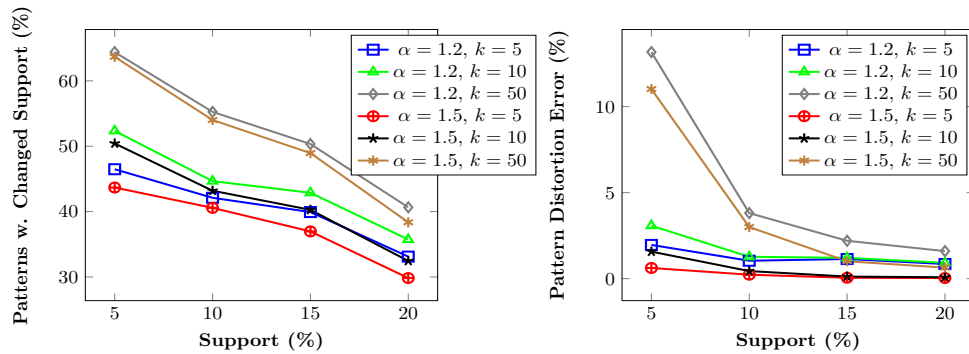 Patterns w. Changed Support (%)
60
50
40
30
5
10
15
20
Support (%)
α = 1.2, k = 5
α = 1.2, k = 10
α = 1.2, k = 50
α = 1.5, k = 5
α = 1.5, k = 10
α = 1.5, k = 50
Pattern Distortion Error (%)
10
5
0
5
10
15
20
Support (%)
α = 1.2, k = 5
α = 1.2, k = 10
α = 1.2, k = 50
α = 1.5, k = 5
α = 1.5, k = 10
α = 1.5, k = 50